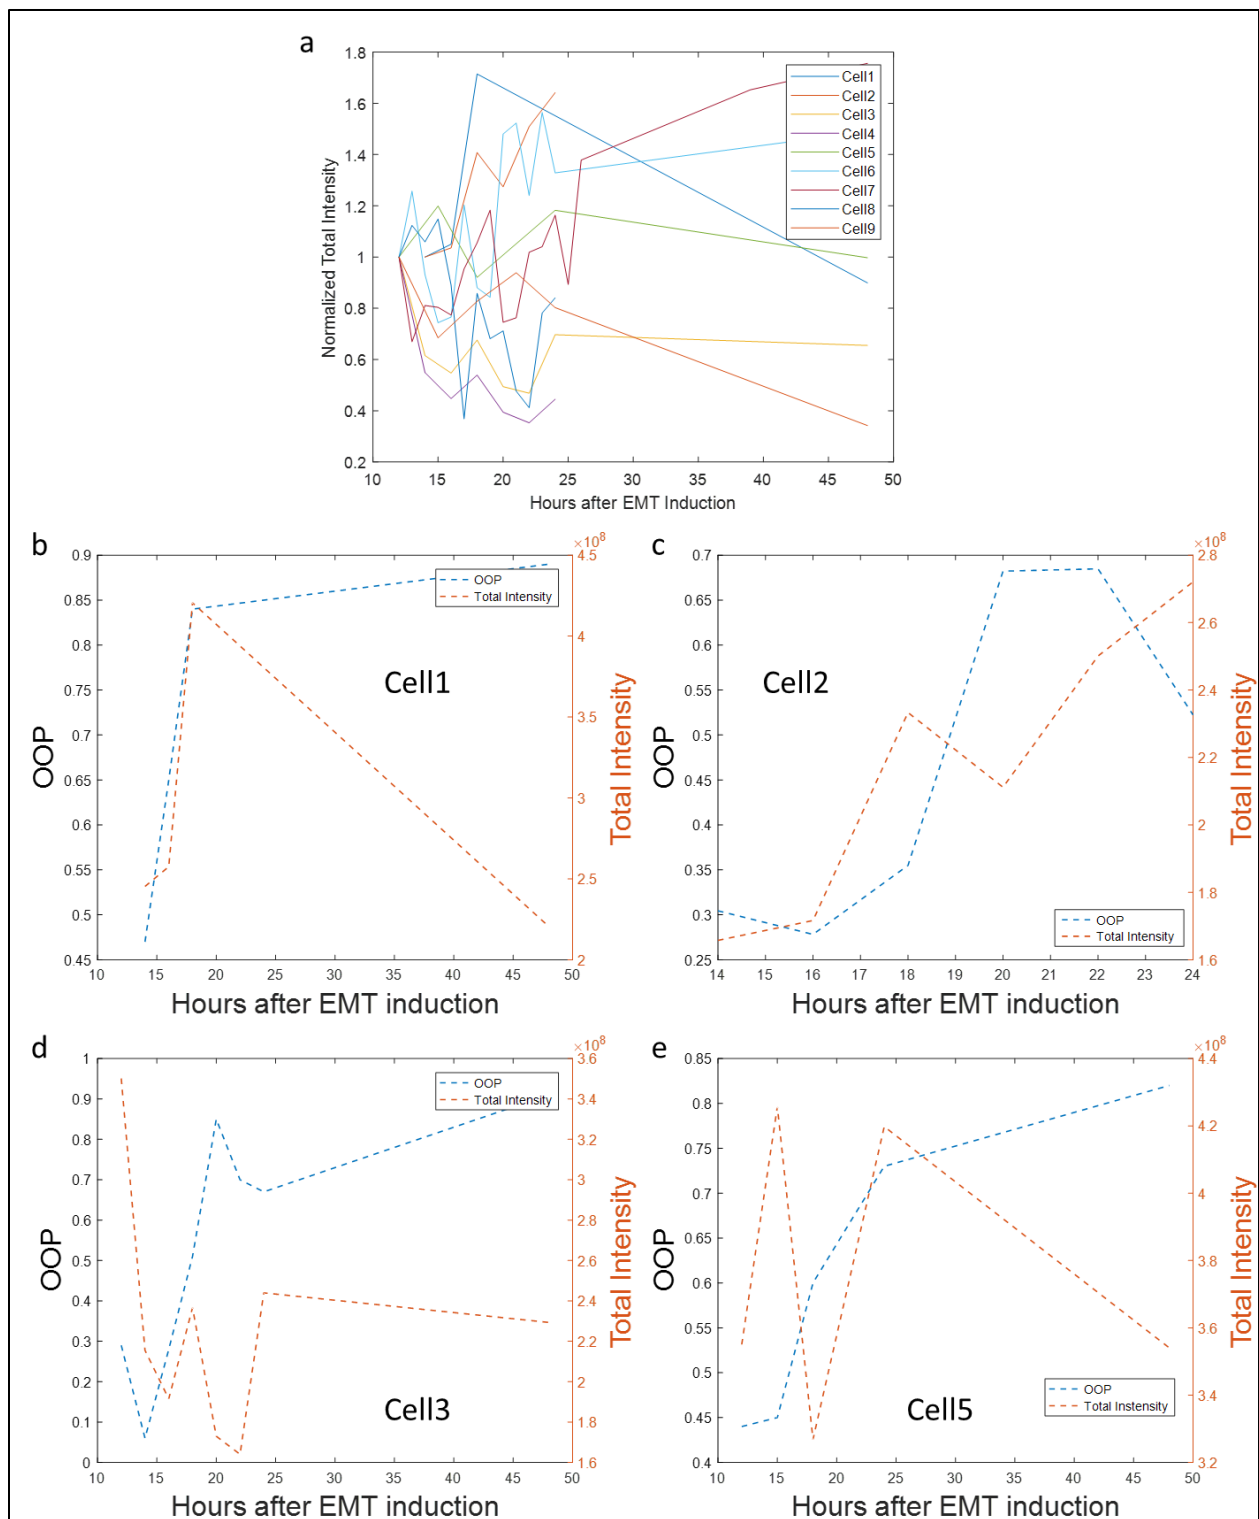 a
1.8
1.6
1.4
1.2
1
0.8
0.6
0.4
0.2
Normalized Total Intensity
10 15 20 25 30 35 40 45 50
Hours after EMT Induction
Cell1
Cell2
Cell3
Cell4
Cell5
Cell6
Cell7
Cell8
Cell9
b
0.9
0.85
0.8
0.75
0.7
0.65
0.6
0.55
0.5
0.45
OOP
×10⁸
4.5
4
3.5
3
2.5
2
Total Intensity
OOP
Total Intensity
Cell1
10 15 20 25 30 35 40 45 50
Hours after EMT induction
c
0.7
0.65
0.6
0.55
0.5
0.45
0.4
0.35
0.3
0.25
OOP
×10⁸
2.8
2.6
2.4
2.2
2
1.8
1.6
Total Intensity
Cell2
OOP
Total Intensity
14 15 16 17 18 19 20 21 22 23 24
Hours after EMT induction
d
1
0.9
0.8
0.7
0.6
0.5
0.4
0.3
0.2
0.1
0
OOP
×10⁸
3.6
3.4
3.2
3
2.8
2.6
2.4
2.2
2
1.8
1.6
Total Intensity
OOP
Total Intensity
Cell3
10 15 20 25 30 35 40 45 50
Hours after EMT induction
e
0.85
0.8
0.75
0.7
0.65
0.6
0.55
0.5
0.45
0.4
OOP
×10⁸
4.4
4.2
4
3.8
3.6
3.4
3.2
Total Intensity
Cell5
OOP
Total Instensity
10 15 20 25 30 35 40 45 50
Hours after EMT induction